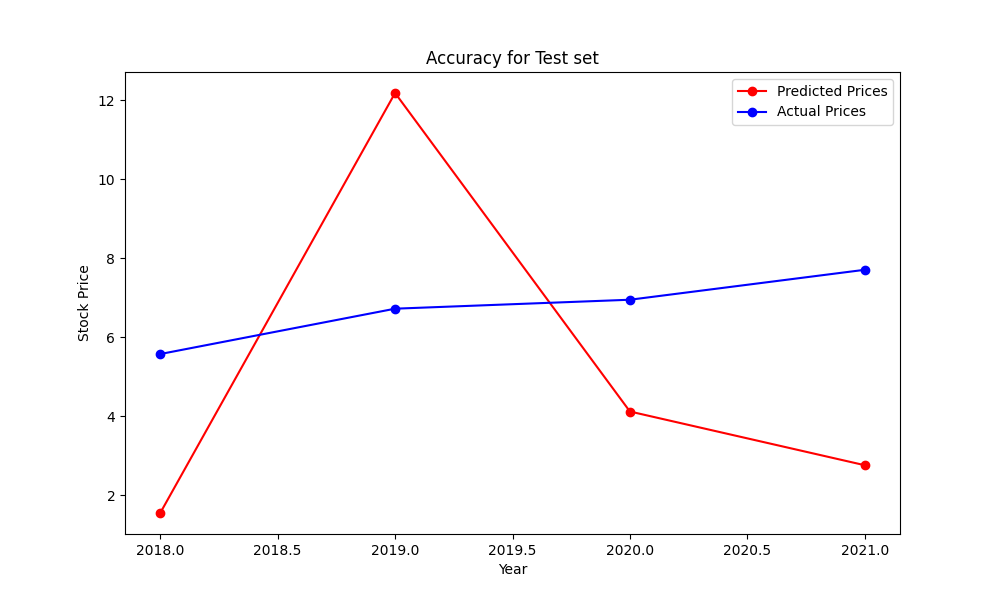 Accuracy for Test set
Predicted Prices
Actual Prices
12
10
8
6
4
2
Stock Price
2018.0
2018.5
2019.0
2019.5
2020.0
2020.5
2021.0
Year